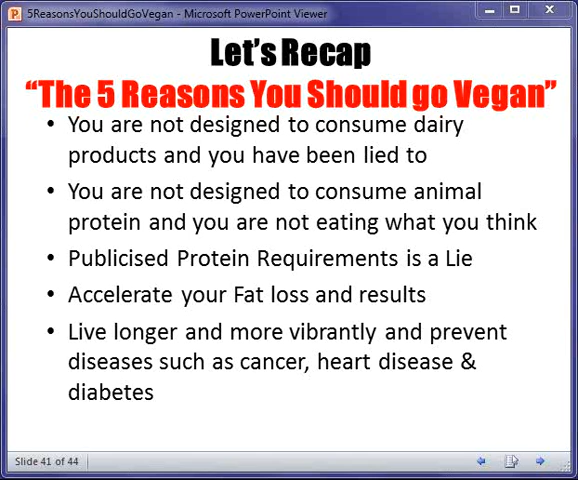 5ReasonsYouShouldGoVegan - Microsoft PowerPoint Viewer
Let's Recap
"The 5 Reasons You Should go Vegan"
• You are not designed to consume dairy
products and you have been lied to
• You are not designed to consume animal
protein and you are not eating what you think
• Publicised Protein Requirements is a Lie
• Accelerate your Fat loss and results
• Live longer and more vibrantly and prevent
diseases such as cancer, heart disease &
diabetes
Slide 41 of 44